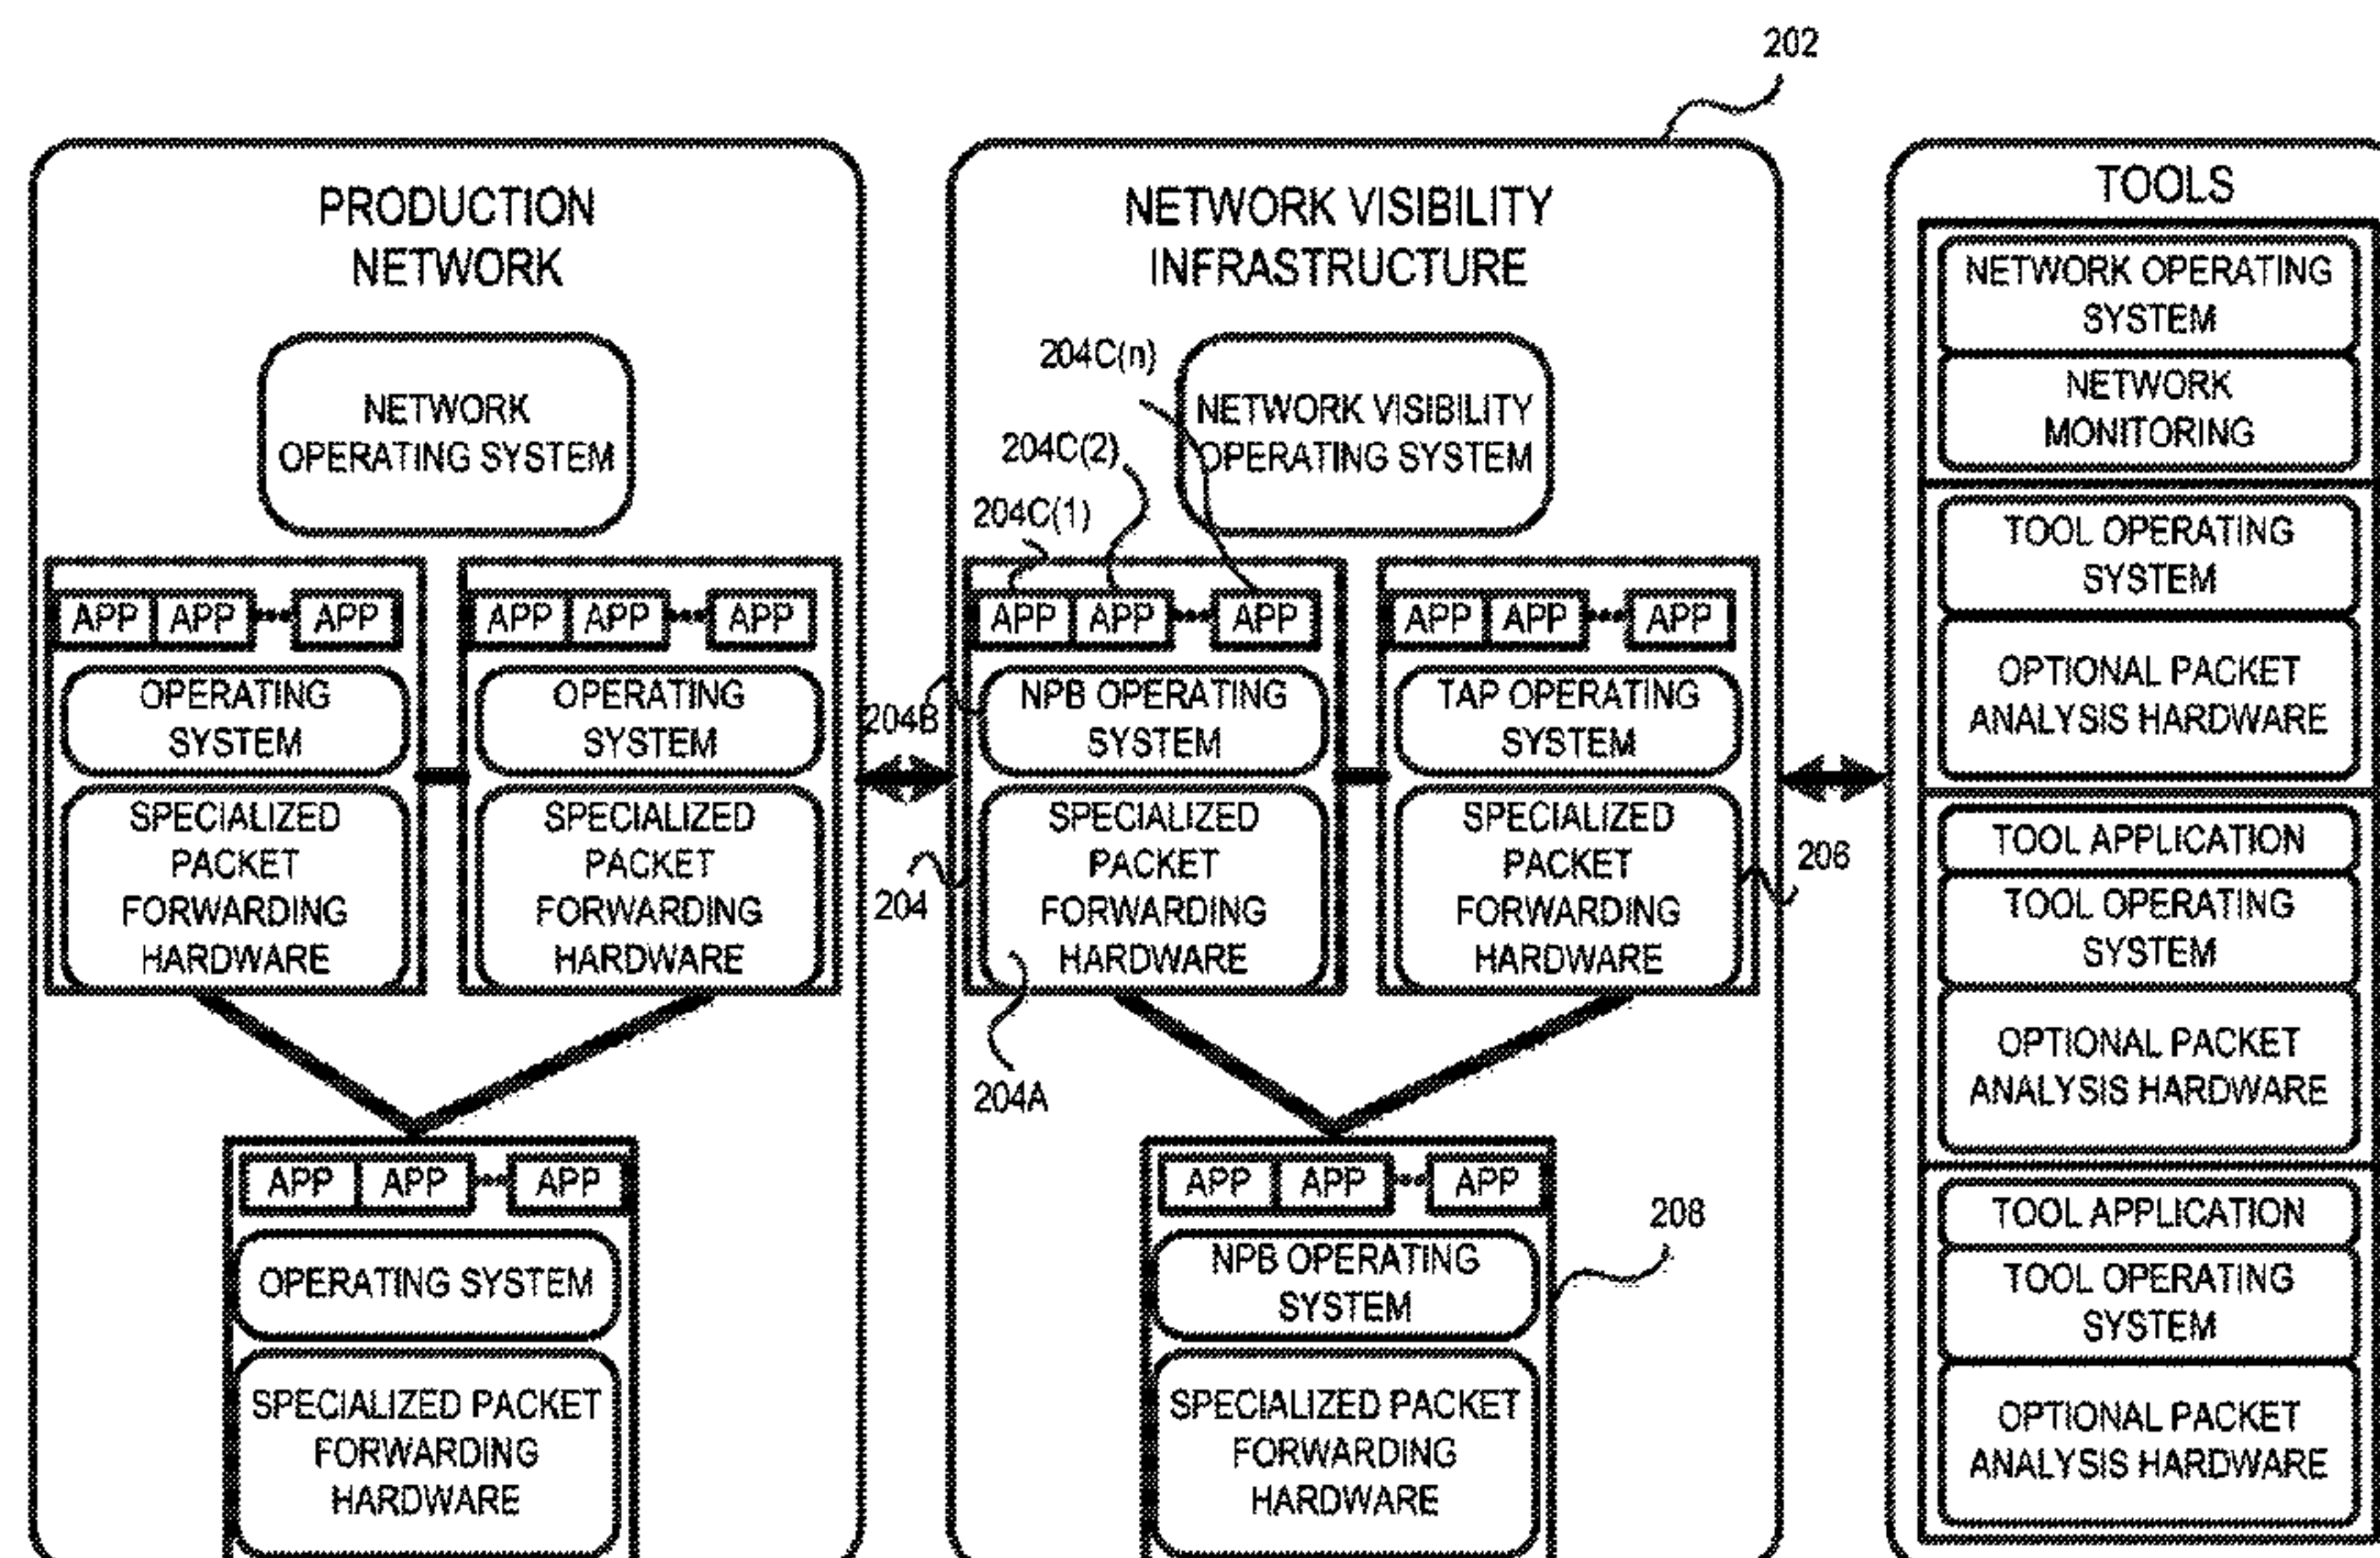 202
PRODUCTION
NETWORK
NETWORK
OPERATING SYSTEM
APP APP APP
OPERATING
SYSTEM
SPECIALIZED
PACKET
FORWARDING
HARDWARE
APP APP APP
OPERATING
SYSTEM
SPECIALIZED
PACKET
FORWARDING
HARDWARE
APP APP APP
OPERATING SYSTEM
SPECIALIZED PACKET
FORWARDING
HARDWARE
NETWORK VISIBILITY
INFRASTRUCTURE
204C(n)
NETWORK VISIBILITY
OPERATING SYSTEM
204C(2)
204C(1)
APP APP APP
204B
NPB OPERATING
SYSTEM
204
SPECIALIZED
PACKET
FORWARDING
HARDWARE
204A
APP APP APP
TAP OPERATING
SYSTEM
SPECIALIZED
PACKET
FORWARDING
HARDWARE
206
APP APP APP
NPB OPERATING
SYSTEM
208
SPECIALIZED PACKET
FORWARDING
HARDWARE
TOOLS
NETWORK OPERATING
SYSTEM
NETWORK
MONITORING
TOOL OPERATING
SYSTEM
OPTIONAL PACKET
ANALYSIS HARDWARE
TOOL APPLICATION
TOOL OPERATING
SYSTEM
OPTIONAL PACKET
ANALYSIS HARDWARE
TOOL APPLICATION
TOOL OPERATING
SYSTEM
OPTIONAL PACKET
ANALYSIS HARDWARE